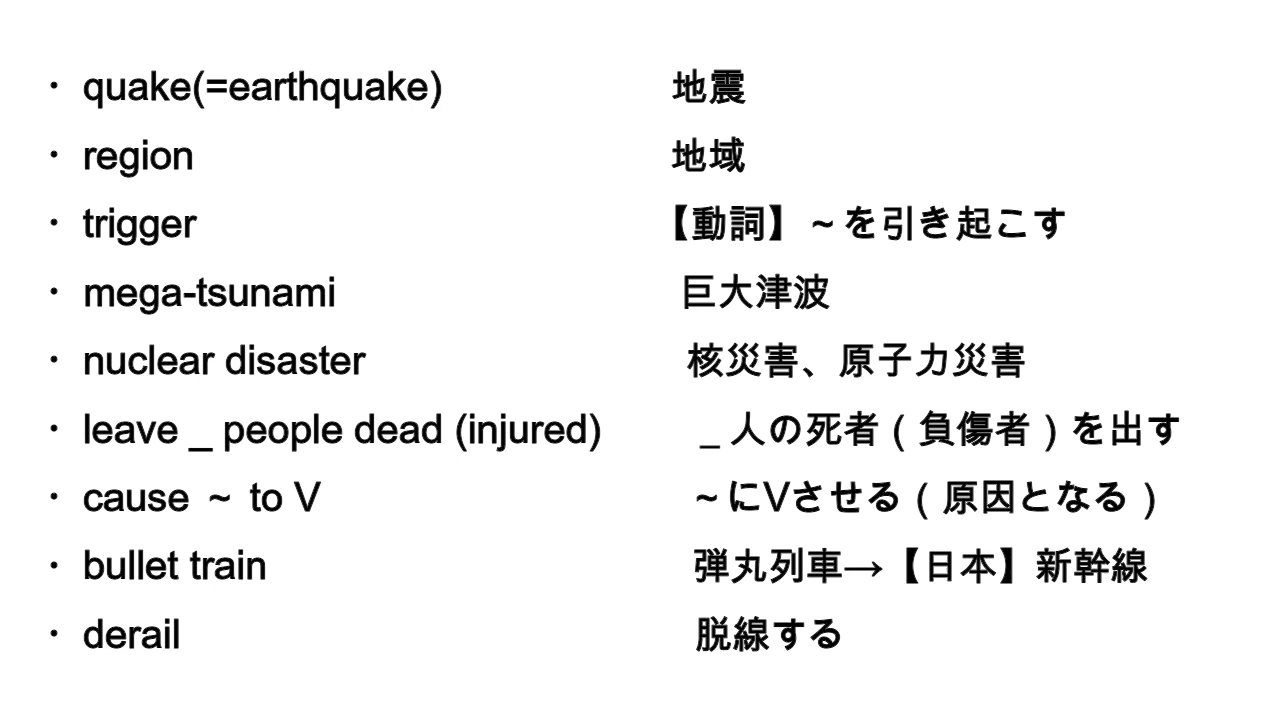 ・ quake(=earthquake) 地震
・ region 地域
・ trigger 【動詞】~を引き起こす
・ mega-tsunami 巨大津波
・ nuclear disaster 核災害、原子力災害
・ leave _ people dead (injured) _ 人の死者(負傷者)を出す
・ cause ~ to V ~にVさせる(原因となる)
・ bullet train 弾丸列車→【日本】新幹線
・ derail 脱線する